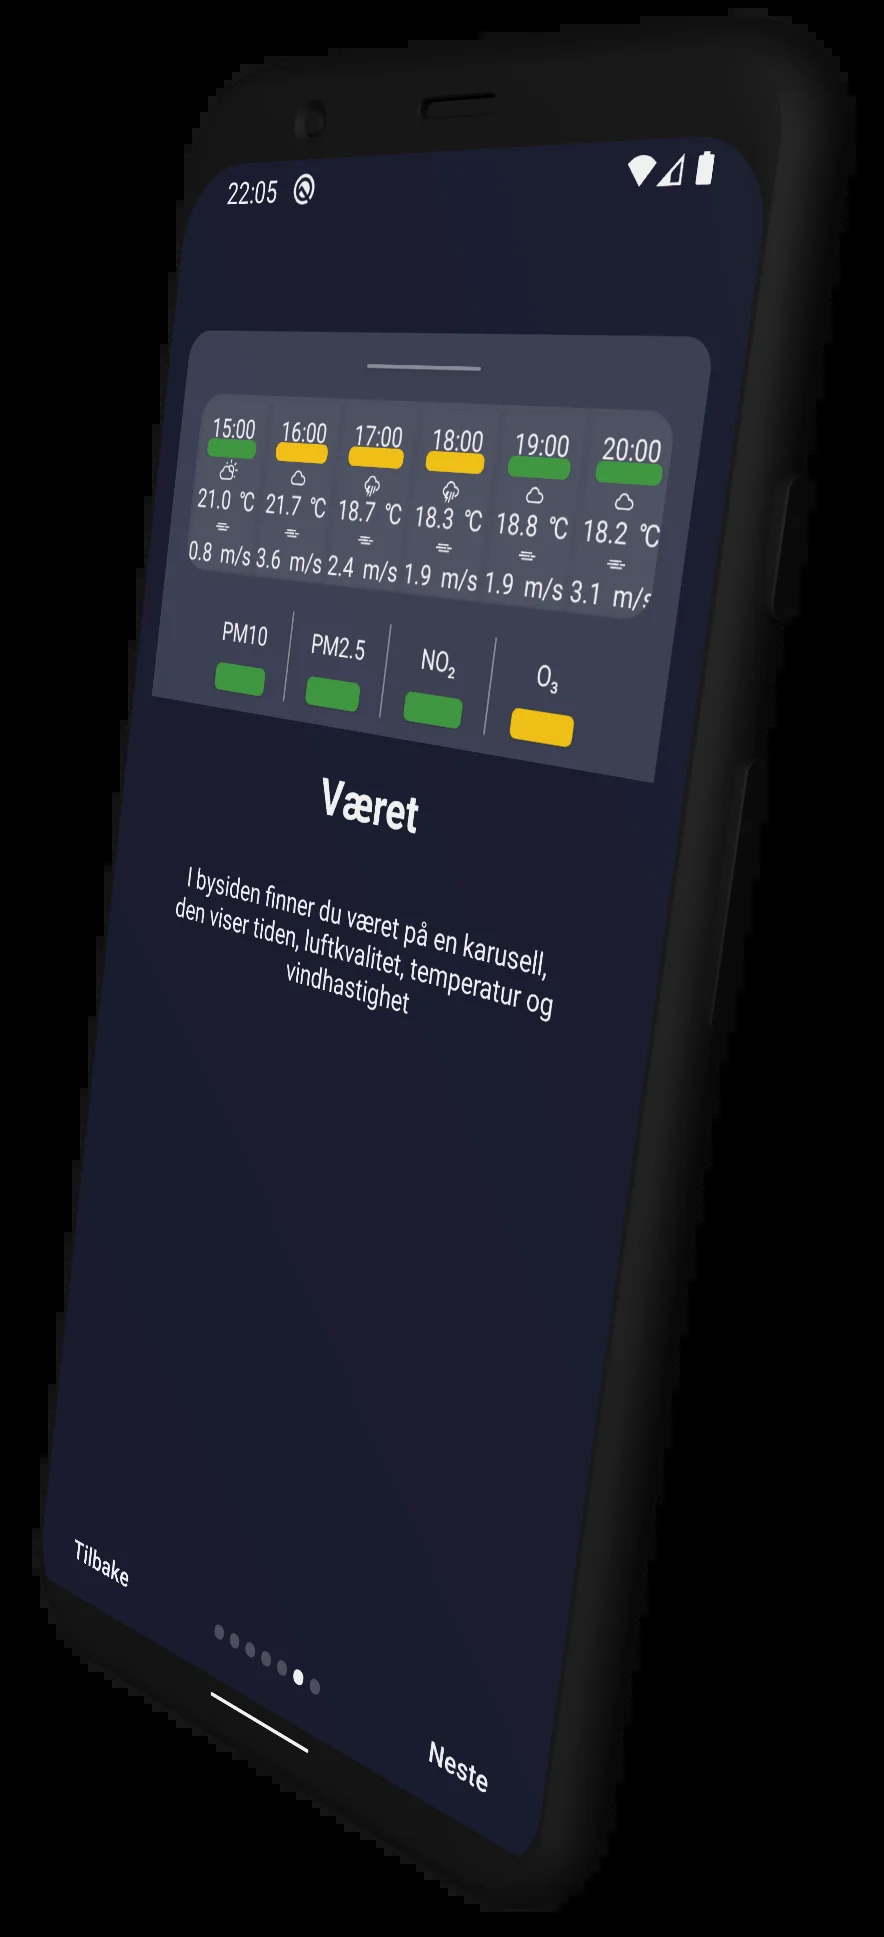 22:05
15:00 16:00 17:00 18:00 19:00 20:00
21.0 °C 21.7 °C 18.7 °C 18.3 °C 18.8 °C 18.2 °C
0.8 m/s 3.6 m/s 2.4 m/s 1.9 m/s 1.9 m/s 3.1 m/s
PM10 PM2.5 NO₂ O₃
Været
I bysiden finner du været på en karusell,
den viser tiden, luftkvalitet, temperatur og
vindhastighet
Tilbake
Neste